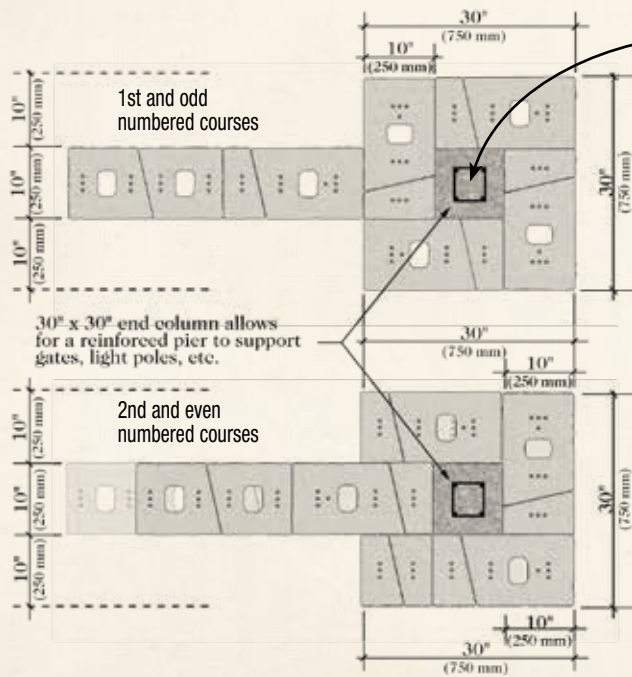 30"
(750 mm)
10"
(250 mm)
1st and odd
numbered courses
10"
(250 mm)
10"
(250 mm)
10"
(250 mm)
30"
(750 mm)
30" x 30" end column allows
for a reinforced pier to support
gates, light poles, etc.
30"
(750 mm)
10"
(250 mm)
2nd and even
numbered courses
10"
(250 mm)
10"
(250 mm)
10"
(250 mm)
30"
(750 mm)
10"
(250 mm)
30"
(750 mm)